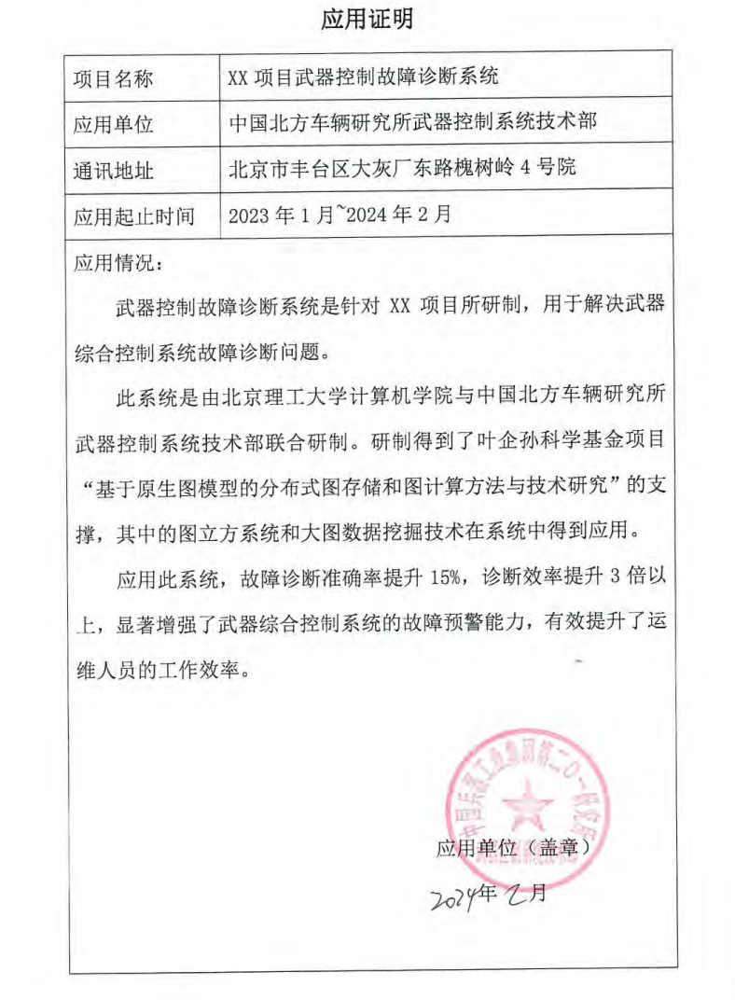 应用证明
项目名称 XX 项目武器控制故障诊断系统
应用单位 中国北方车辆研究所武器控制系统技术部
通讯地址 北京市丰台区大灰厂东路槐树岭 4 号院
应用起止时间 2023 年 1 月~2024 年 2 月
应用情况：
武器控制故障诊断系统是针对 XX 项目所研制，用于解决武器
综合控制系统故障诊断问题。
此系统是由北京理工大学计算机学院与中国北方车辆研究所
武器控制系统技术部联合研制。研制得到了叶企孙科学基金项目
“基于原生图模型的分布式图存储和图计算方法与技术研究”的支
撑，其中的图立方系统和大图数据挖掘技术在系统中得到应用。
应用此系统，故障诊断准确率提升 15%，诊断效率提升 3 倍以
上，显著增强了武器综合控制系统的故障预警能力，有效提升了运
维人员的工作效率。
中国兵器工业集团第二〇一研究所
应用单位（盖章）
2024年2月